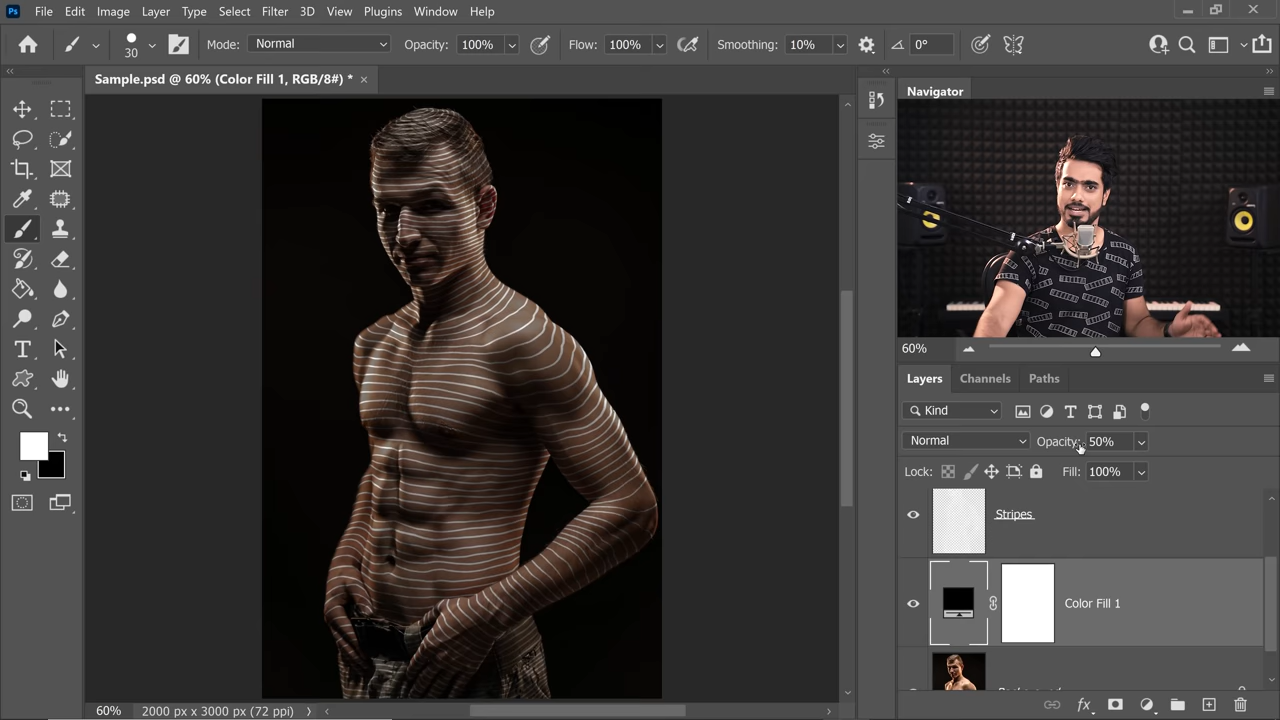 Ps File Edit Image Layer Type Select Filter 3D View Plugins Window Help
30 Mode: Normal Opacity: 100% Flow: 100% Smoothing: 10% 0°
Sample.psd @ 60% (Color Fill 1, RGB/8#) *
Navigator
60%
Layers Channels Paths
Kind
Normal Opacity: 50%
Lock: Fill: 100%
Stripes
Color Fill 1
60% 2000 px x 3000 px (72 ppi)